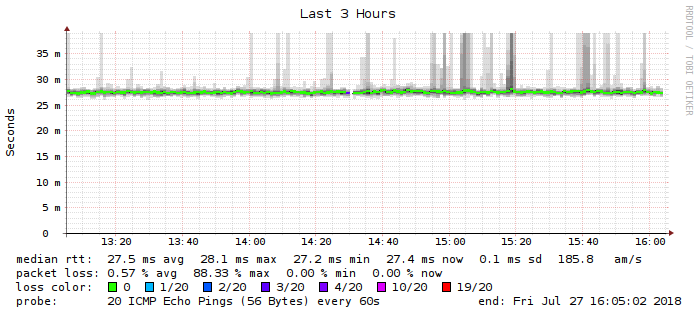 Last 3 Hours
RRDTOOL / TOBI OETIKER
Seconds
35 m
30 m
25 m
20 m
15 m
10 m
5 m
0
13:20 13:40 14:00 14:20 14:40 15:00 15:20 15:40 16:00
median rtt: 27.5 ms avg 28.1 ms max 27.2 ms min 27.4 ms now 0.1 ms sd 185.8 am/s
packet loss: 0.57 % avg 88.33 % max 0.00 % min 0.00 % now
loss color: 0 1/20 2/20 3/20 4/20 10/20 19/20
probe: 20 ICMP Echo Pings (56 Bytes) every 60s end: Fri Jul 27 16:05:02 2018